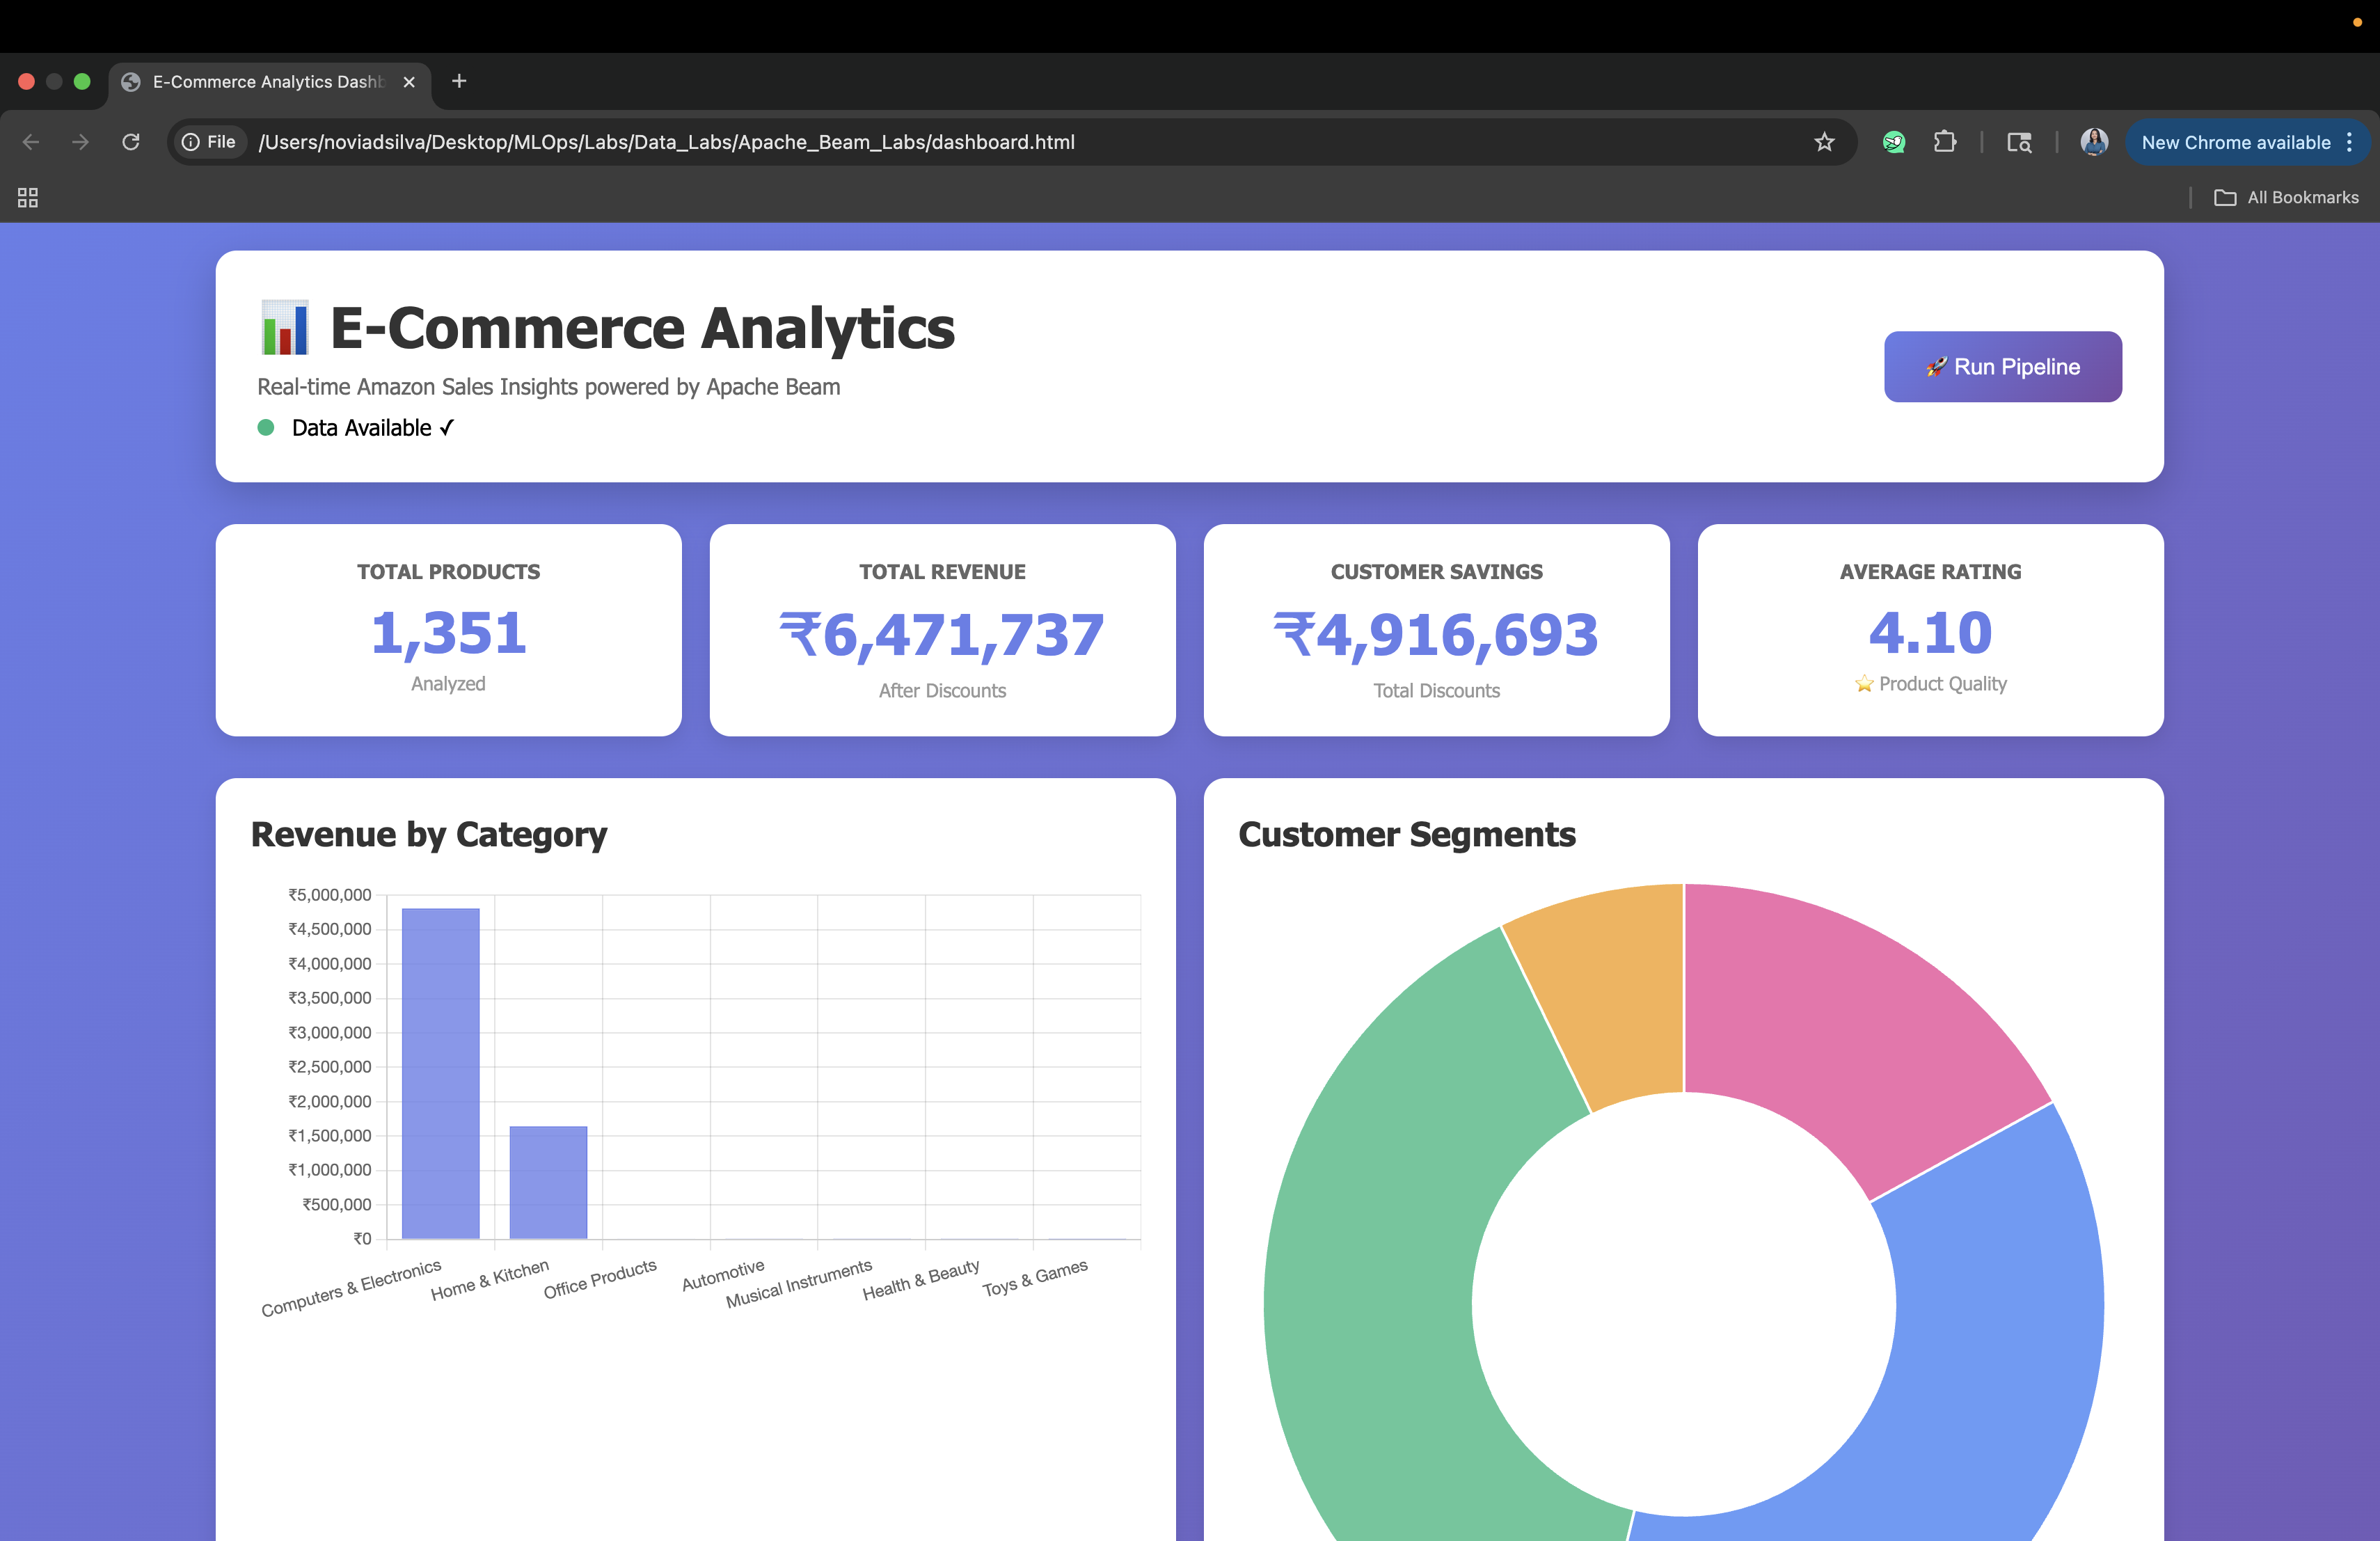 E-Commerce Analytics Dashb
File
/Users/noviadsilva/Desktop/MLOps/Labs/Data_Labs/Apache_Beam_Labs/dashboard.html
New Chrome available
All Bookmarks
📊 E-Commerce Analytics
Real-time Amazon Sales Insights powered by Apache Beam
Data Available ✓
🚀 Run Pipeline
TOTAL PRODUCTS
1,351
Analyzed
TOTAL REVENUE
₹6,471,737
After Discounts
CUSTOMER SAVINGS
₹4,916,693
Total Discounts
AVERAGE RATING
4.10
⭐ Product Quality
Revenue by Category
₹5,000,000
₹4,500,000
₹4,000,000
₹3,500,000
₹3,000,000
₹2,500,000
₹2,000,000
₹1,500,000
₹1,000,000
₹500,000
₹0
Computers & Electronics
Home & Kitchen
Office Products
Automotive
Musical Instruments
Health & Beauty
Toys & Games
Customer Segments